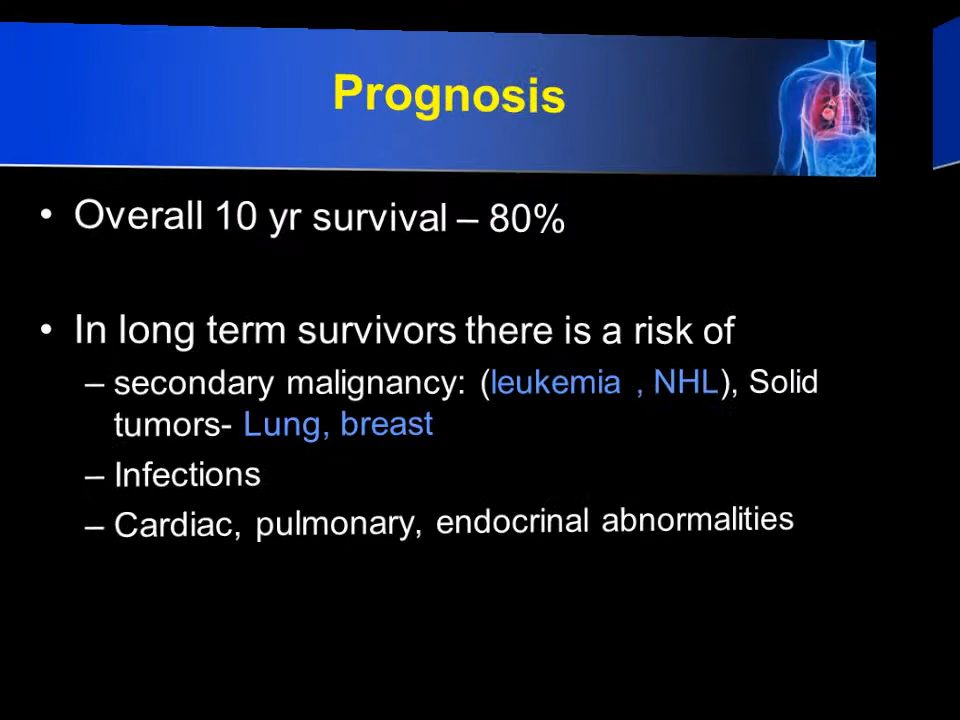 Prognosis
• Overall 10 yr survival – 80%
• In long term survivors there is a risk of
– secondary malignancy: (leukemia , NHL), Solid
tumors- Lung, breast
– Infections
– Cardiac, pulmonary, endocrinal abnormalities